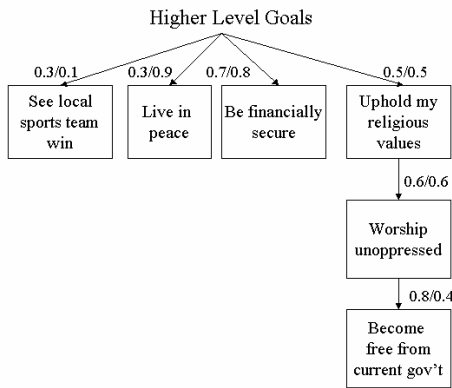 Higher Level Goals
0.3/0.1
0.3/0.9
0.7/0.8
0.5/0.5
See local
sports team
win
Live in
peace
Be financially
secure
Uphold my
religious
values
0.6/0.6
Worship
unoppressed
0.8/0.4
Become
free from
current gov't